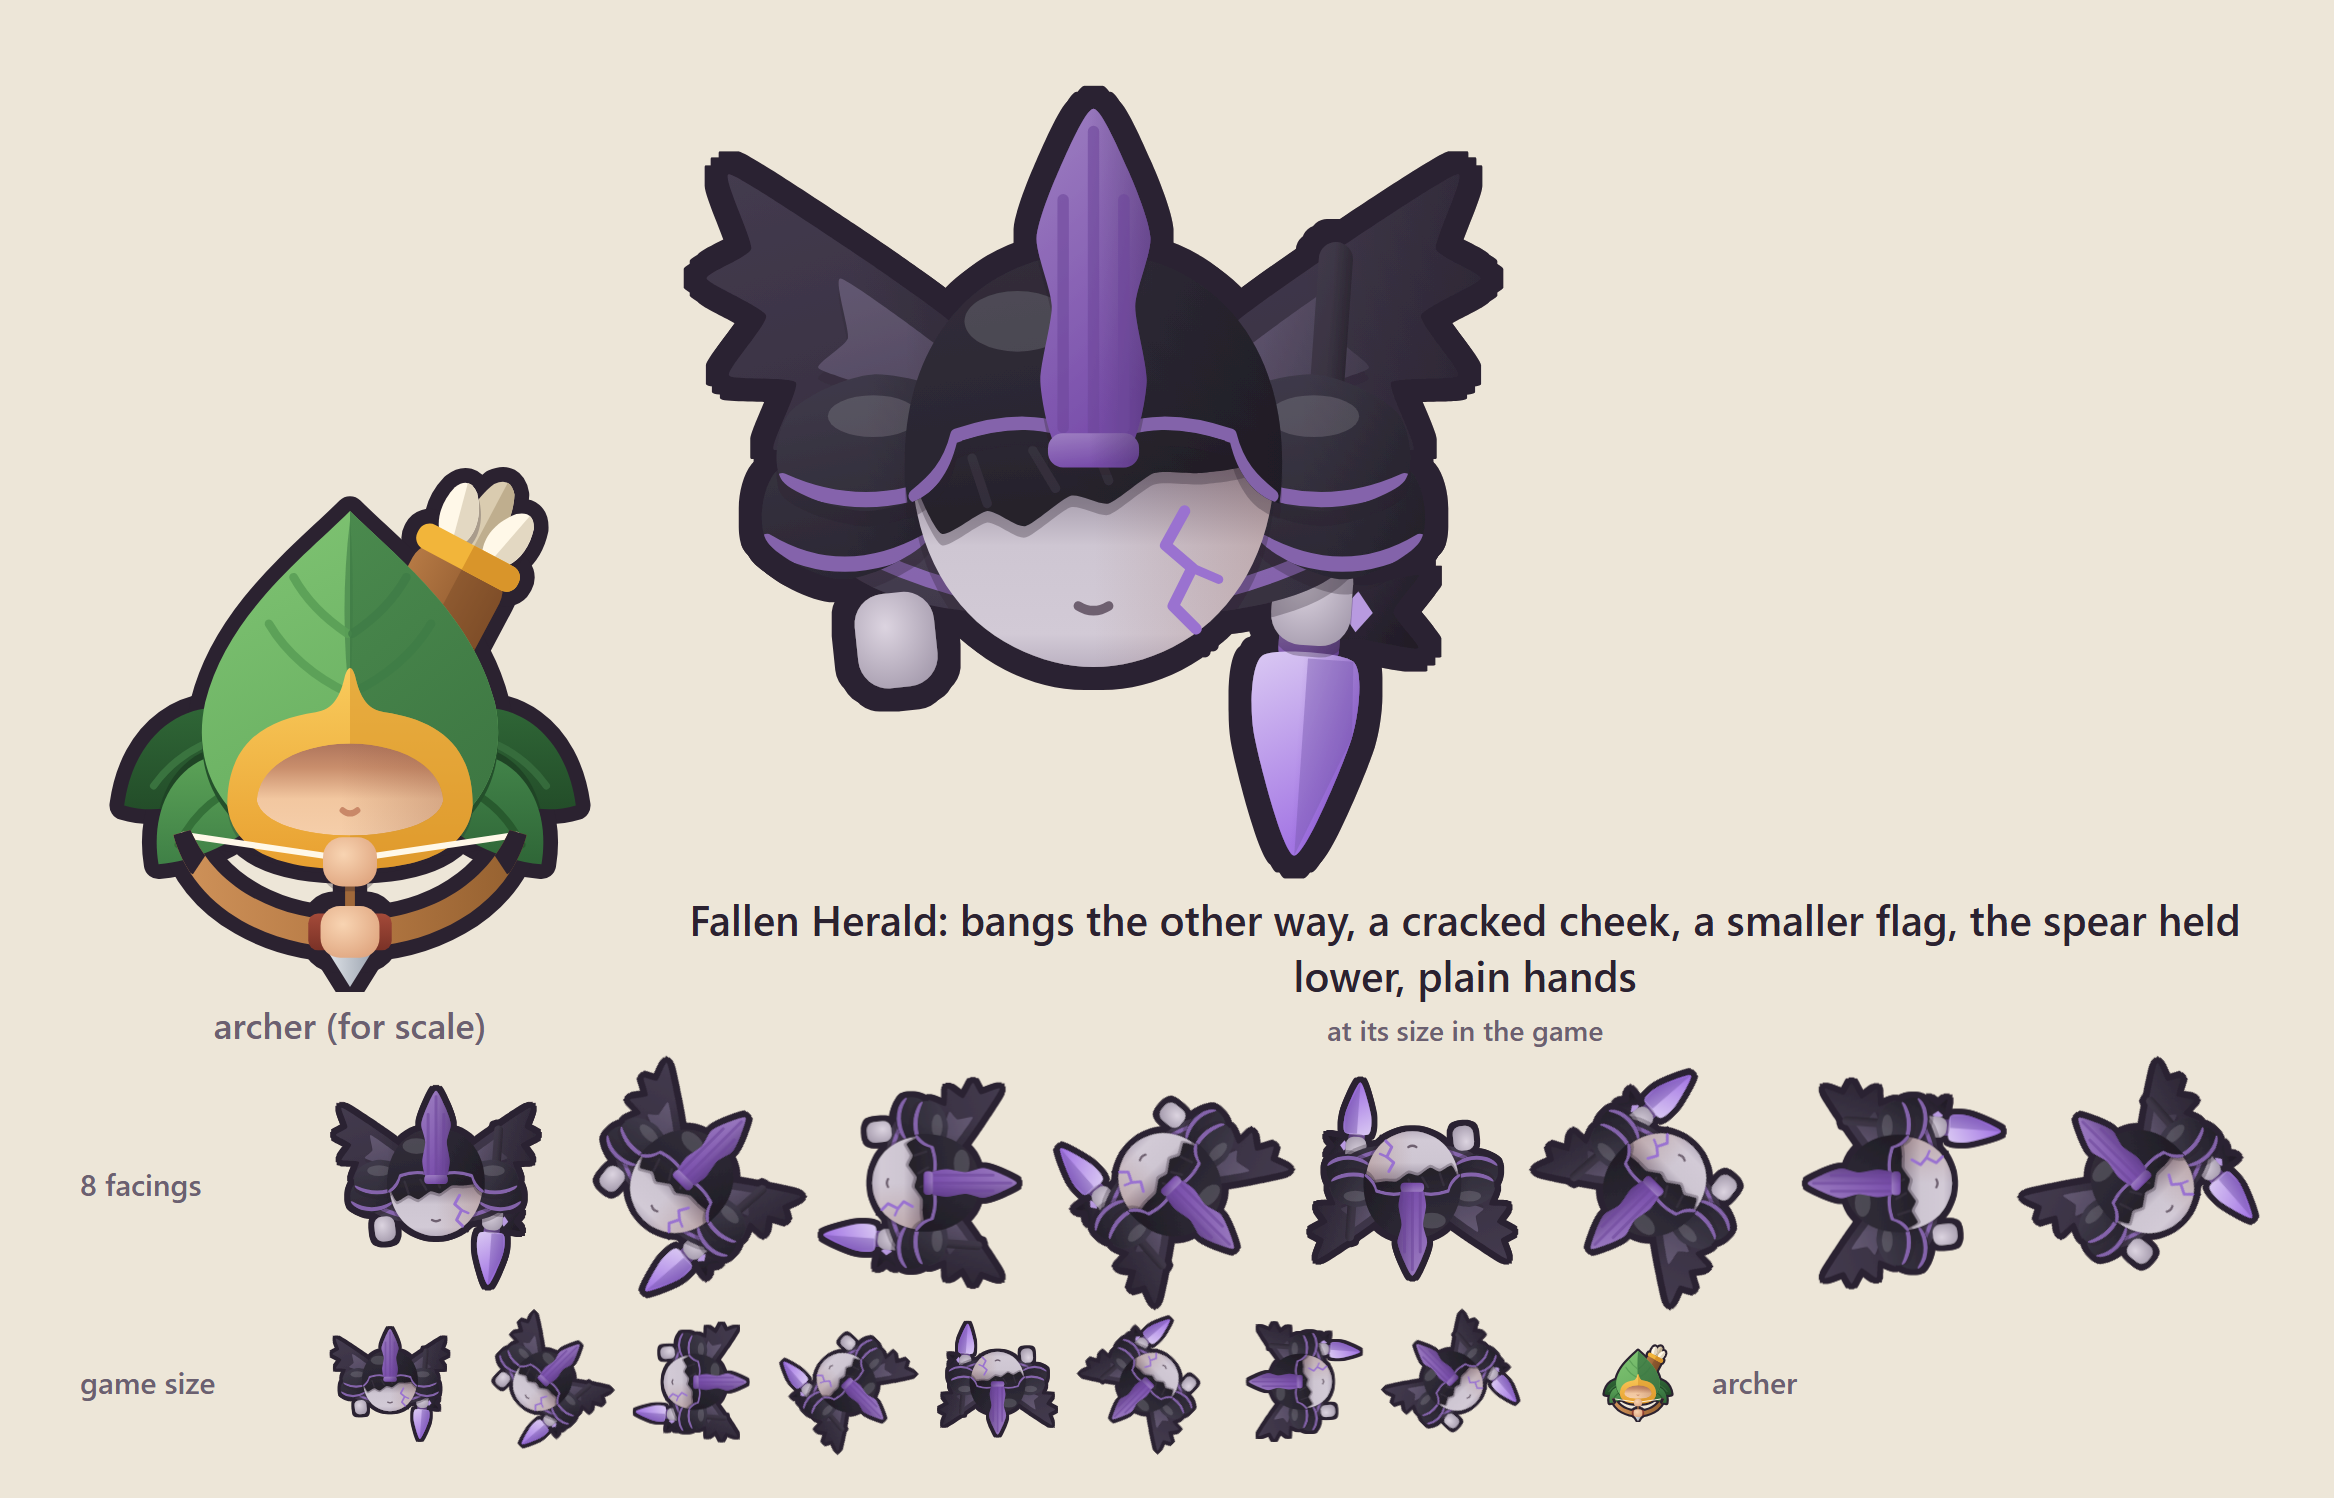 Fallen Herald: bangs the other way, a cracked cheek, a smaller flag, the spear held
lower, plain hands
archer (for scale)
at its size in the game
8 facings
game size
archer